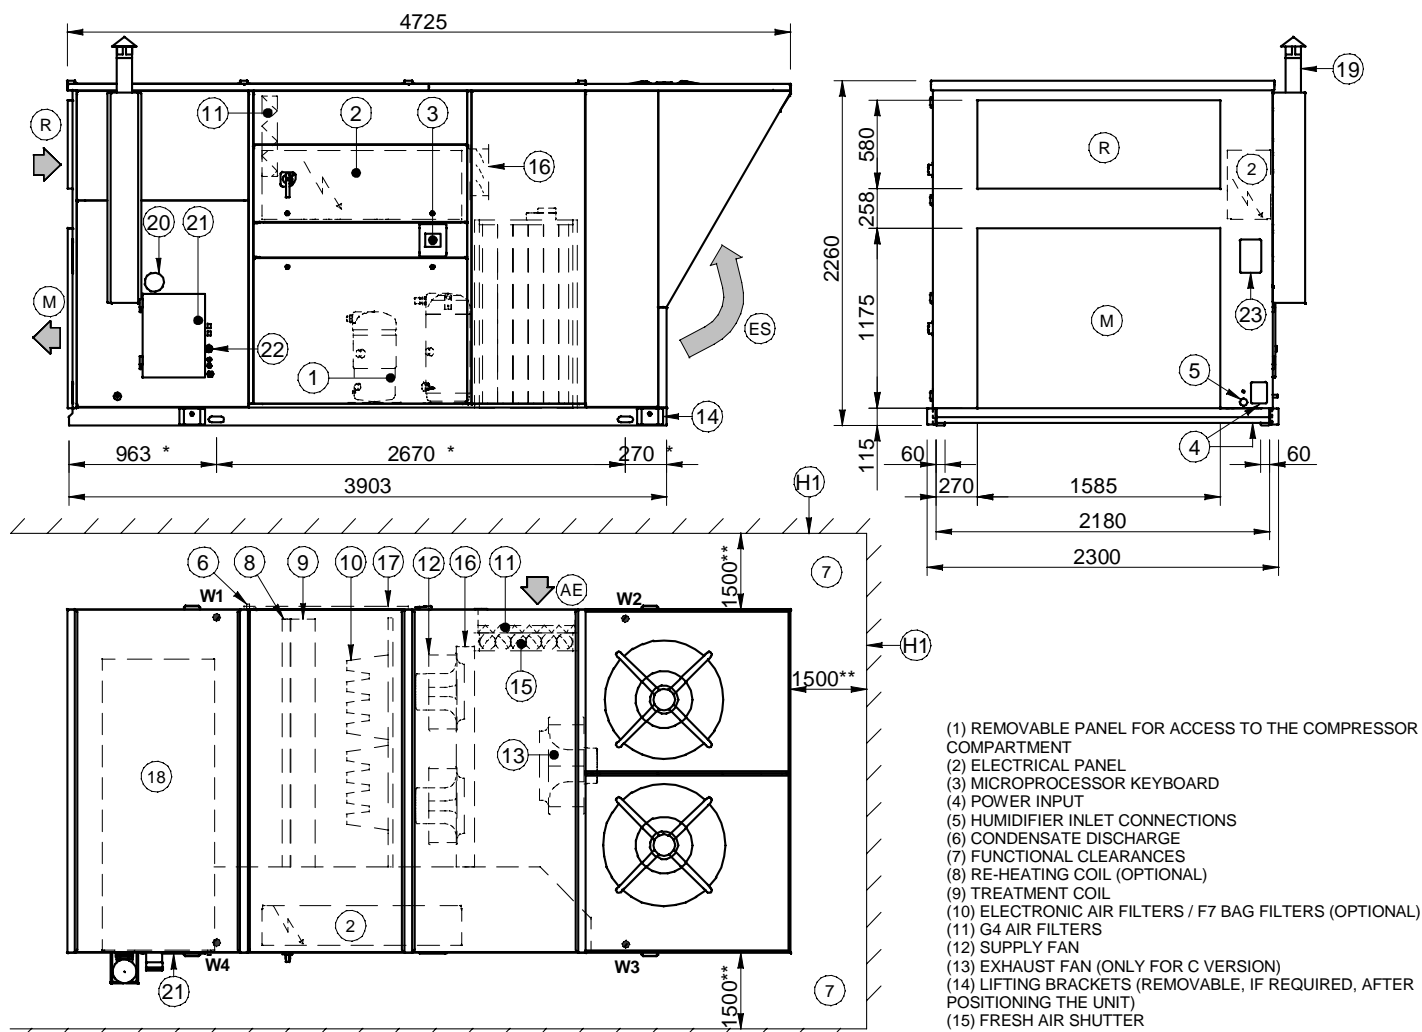 4725
R
11
2
3
16
20
21
M
22
1
ES
14
963 *
2670 *
270 *
3903
19
R
2
580
258
2260
1175
115
M
23
5
4
60
60
270
1585
2180
2300
H1
6
8
9
10
17
12
16
11
AE
1500**
7
W1
W2
H1
15
1500**
13
18
2
W4
W3
21
1500**
7
(1) REMOVABLE PANEL FOR ACCESS TO THE COMPRESSOR
COMPARTMENT
(2) ELECTRICAL PANEL
(3) MICROPROCESSOR KEYBOARD
(4) POWER INPUT
(5) HUMIDIFIER INLET CONNECTIONS
(6) CONDENSATE DISCHARGE
(7) FUNCTIONAL CLEARANCES
(8) RE-HEATING COIL (OPTIONAL)
(9) TREATMENT COIL
(10) ELECTRONIC AIR FILTERS / F7 BAG FILTERS (OPTIONAL)
(11) G4 AIR FILTERS
(12) SUPPLY FAN
(13) EXHAUST FAN (ONLY FOR C VERSION)
(14) LIFTING BRACKETS (REMOVABLE, IF REQUIRED, AFTER
POSITIONING THE UNIT)
(15) FRESH AIR SHUTTER